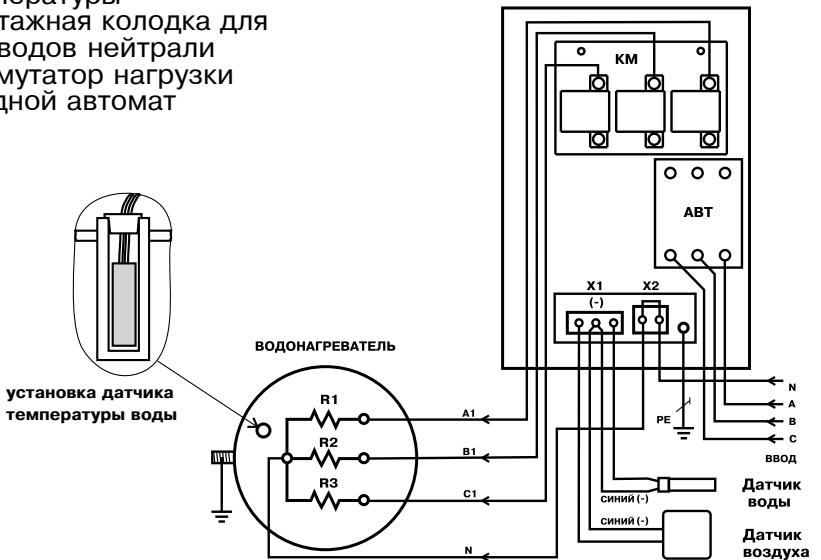 тажная колодка для
водов нейтрали
мутатор нагрузки
дной автомат
КМ
АВТ
X1
X2
(-)
ВОДОНАГРЕВАТЕЛЬ
установка датчика
температуры воды
R1
R2
R3
A1
B1
C1
N
PE
N
A
B
C
ВВОД
синий (-)
Датчик
воды
синий (-)
Датчик
воздуха